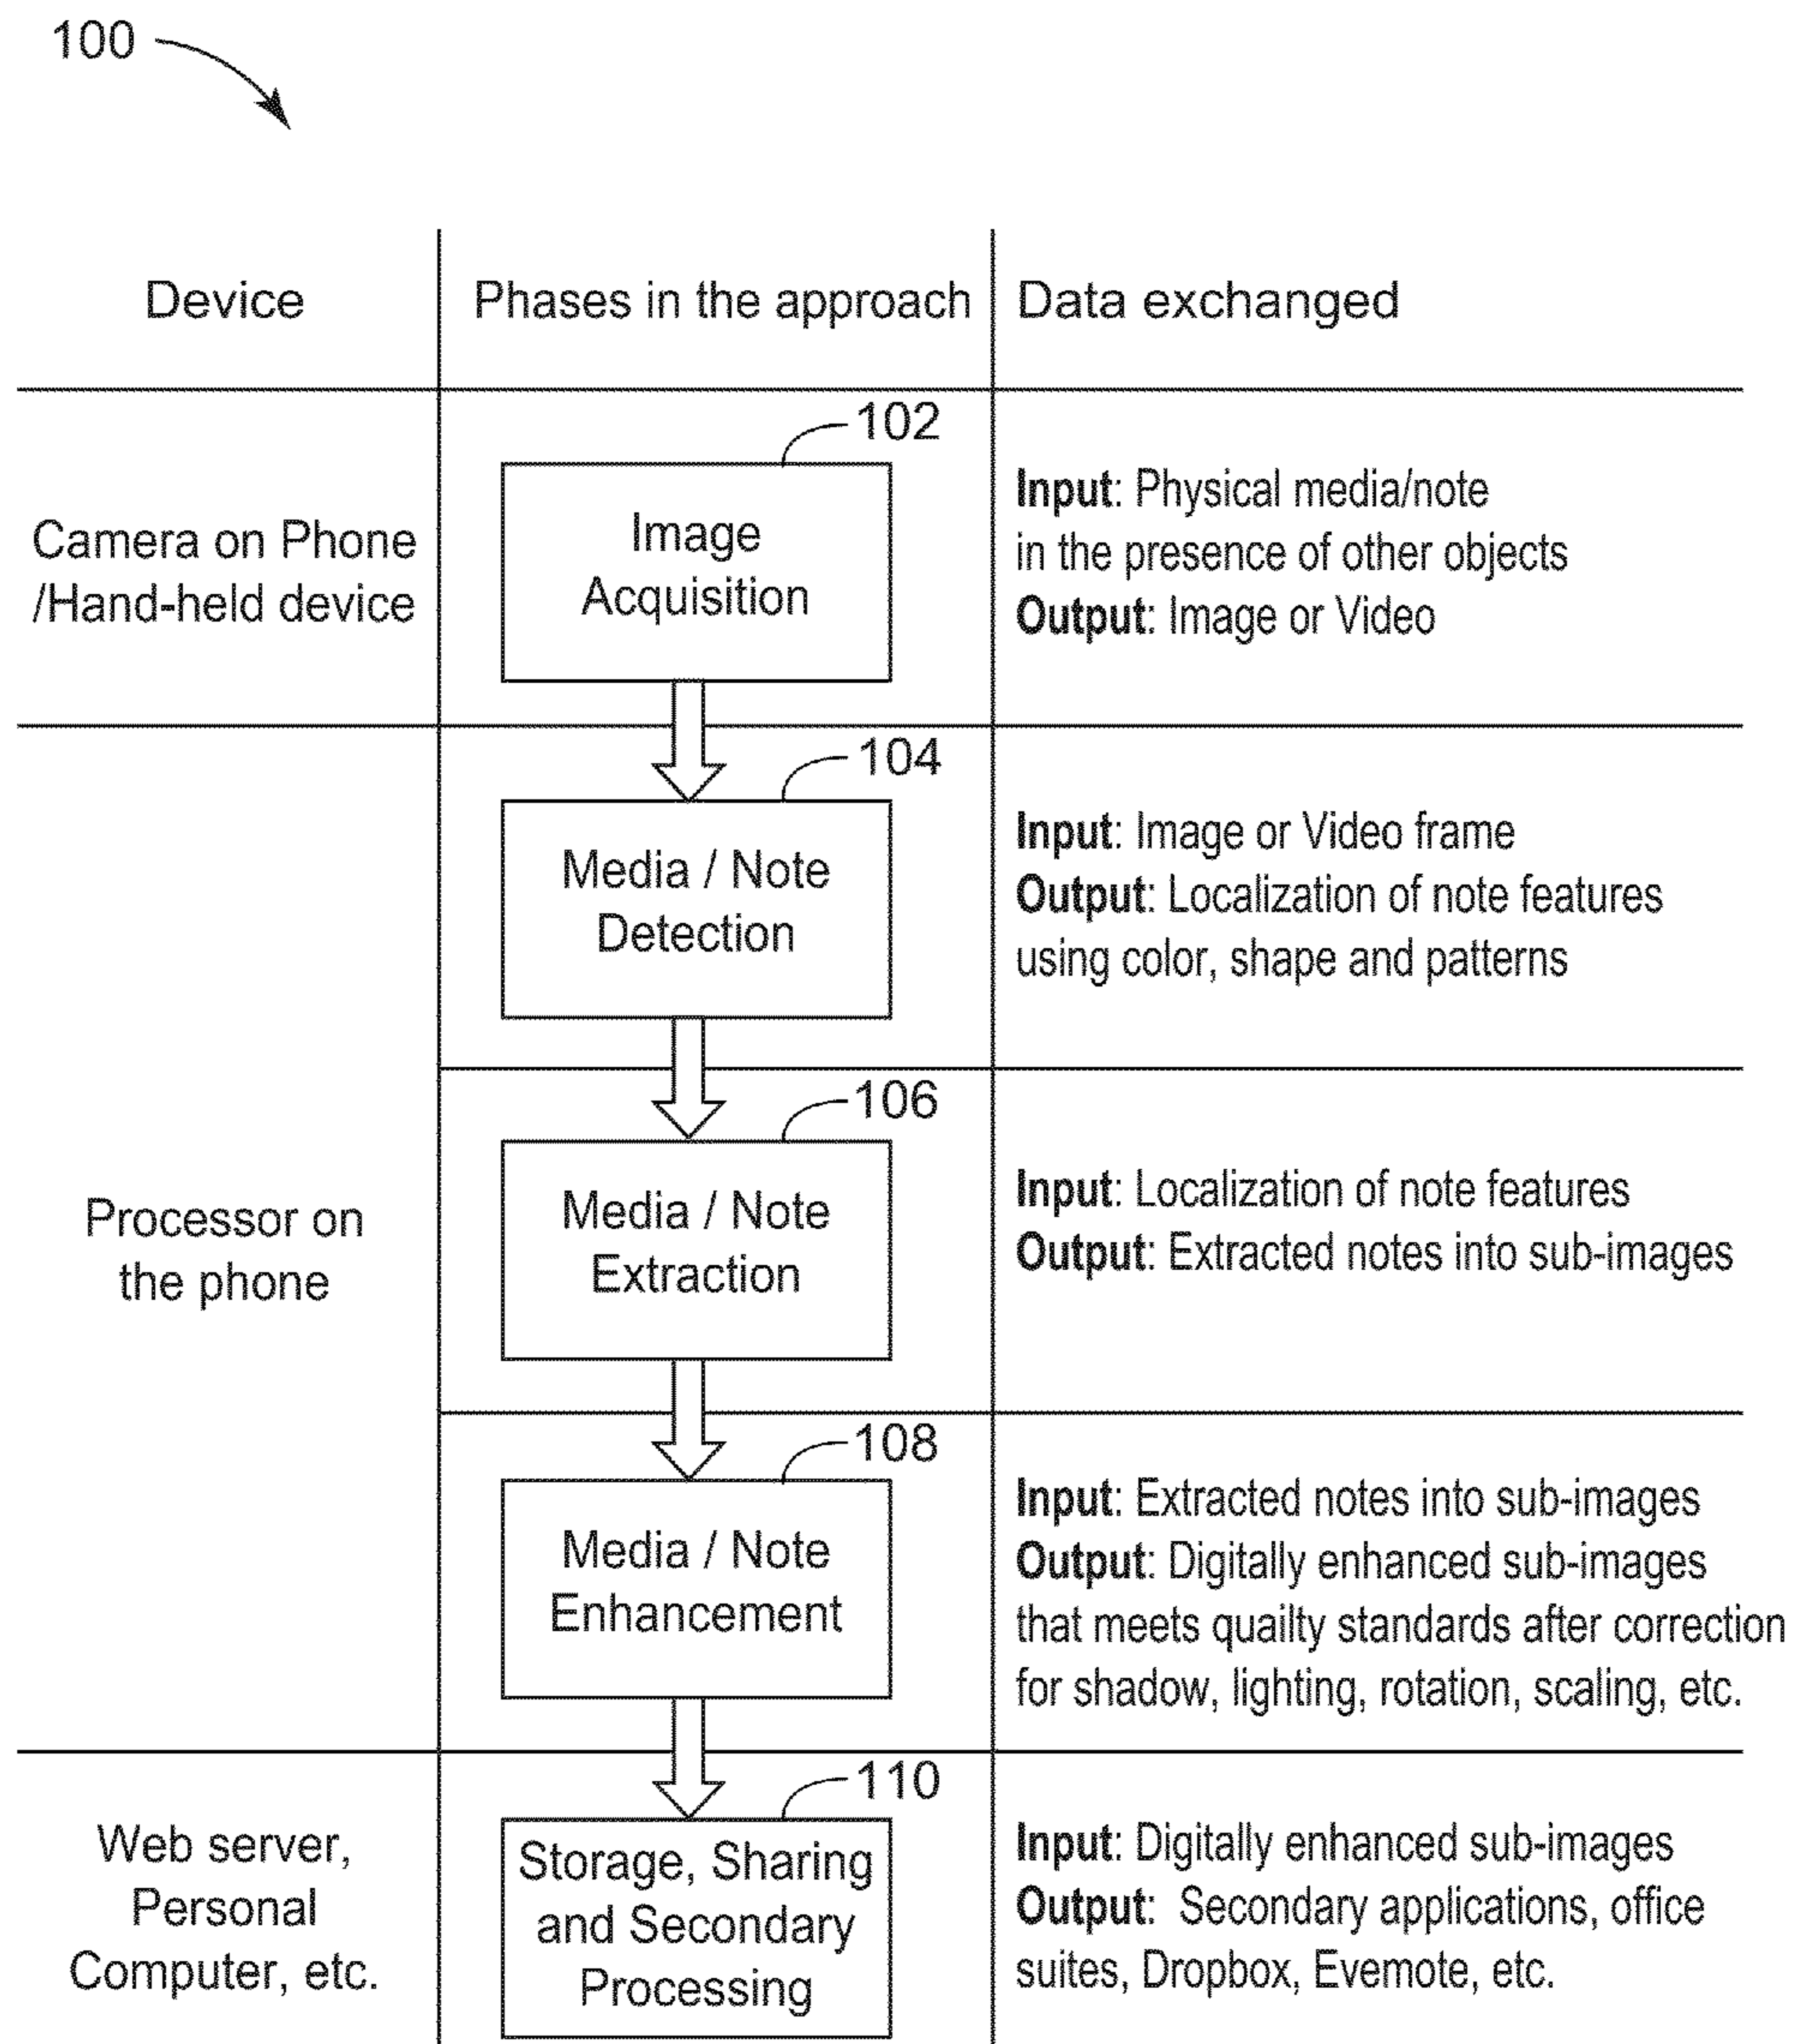 100
Device
Phases in the approach
Data exchanged
102
Camera on Phone
/Hand-held device
Image
Acquisition
Input: Physical media/note
in the presence of other objects
Output: Image or Video
104
Media / Note
Detection
Input: Image or Video frame
Output: Localization of note features
using color, shape and patterns
Processor on
the phone
106
Media / Note
Extraction
Input: Localization of note features
Output: Extracted notes into sub-images
108
Media / Note
Enhancement
Input: Extracted notes into sub-images
Output: Digitally enhanced sub-images
that meets quailty standards after correction
for shadow, lighting, rotation, scaling, etc.
110
Web server,
Personal
Computer, etc.
Storage, Sharing
and Secondary
Processing
Input: Digitally enhanced sub-images
Output: Secondary applications, office
suites, Dropbox, Evemote, etc.